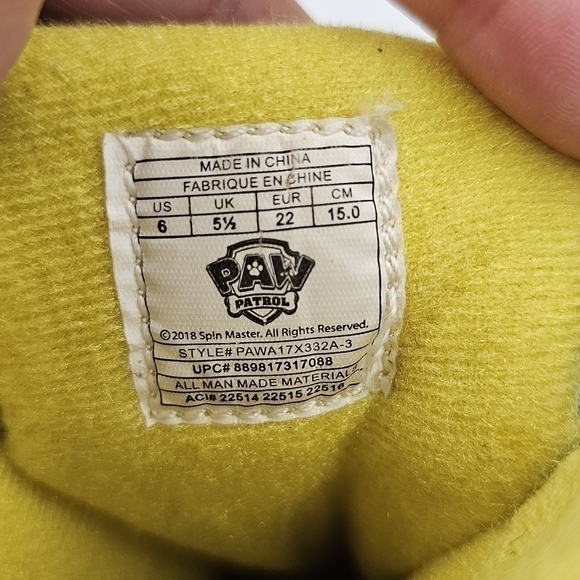 MADE IN CHINA
FABRIQUE EN CHINE
US UK EUR CM
6 5½ 22 15.0
PAW
PATROL
©2018 Spin Master. All Rights Reserved.
STYLE# PAWA17X332A-3
UPC# 889817317088
ALL MAN MADE MATERIALS
ACI# 22514 22515 22516